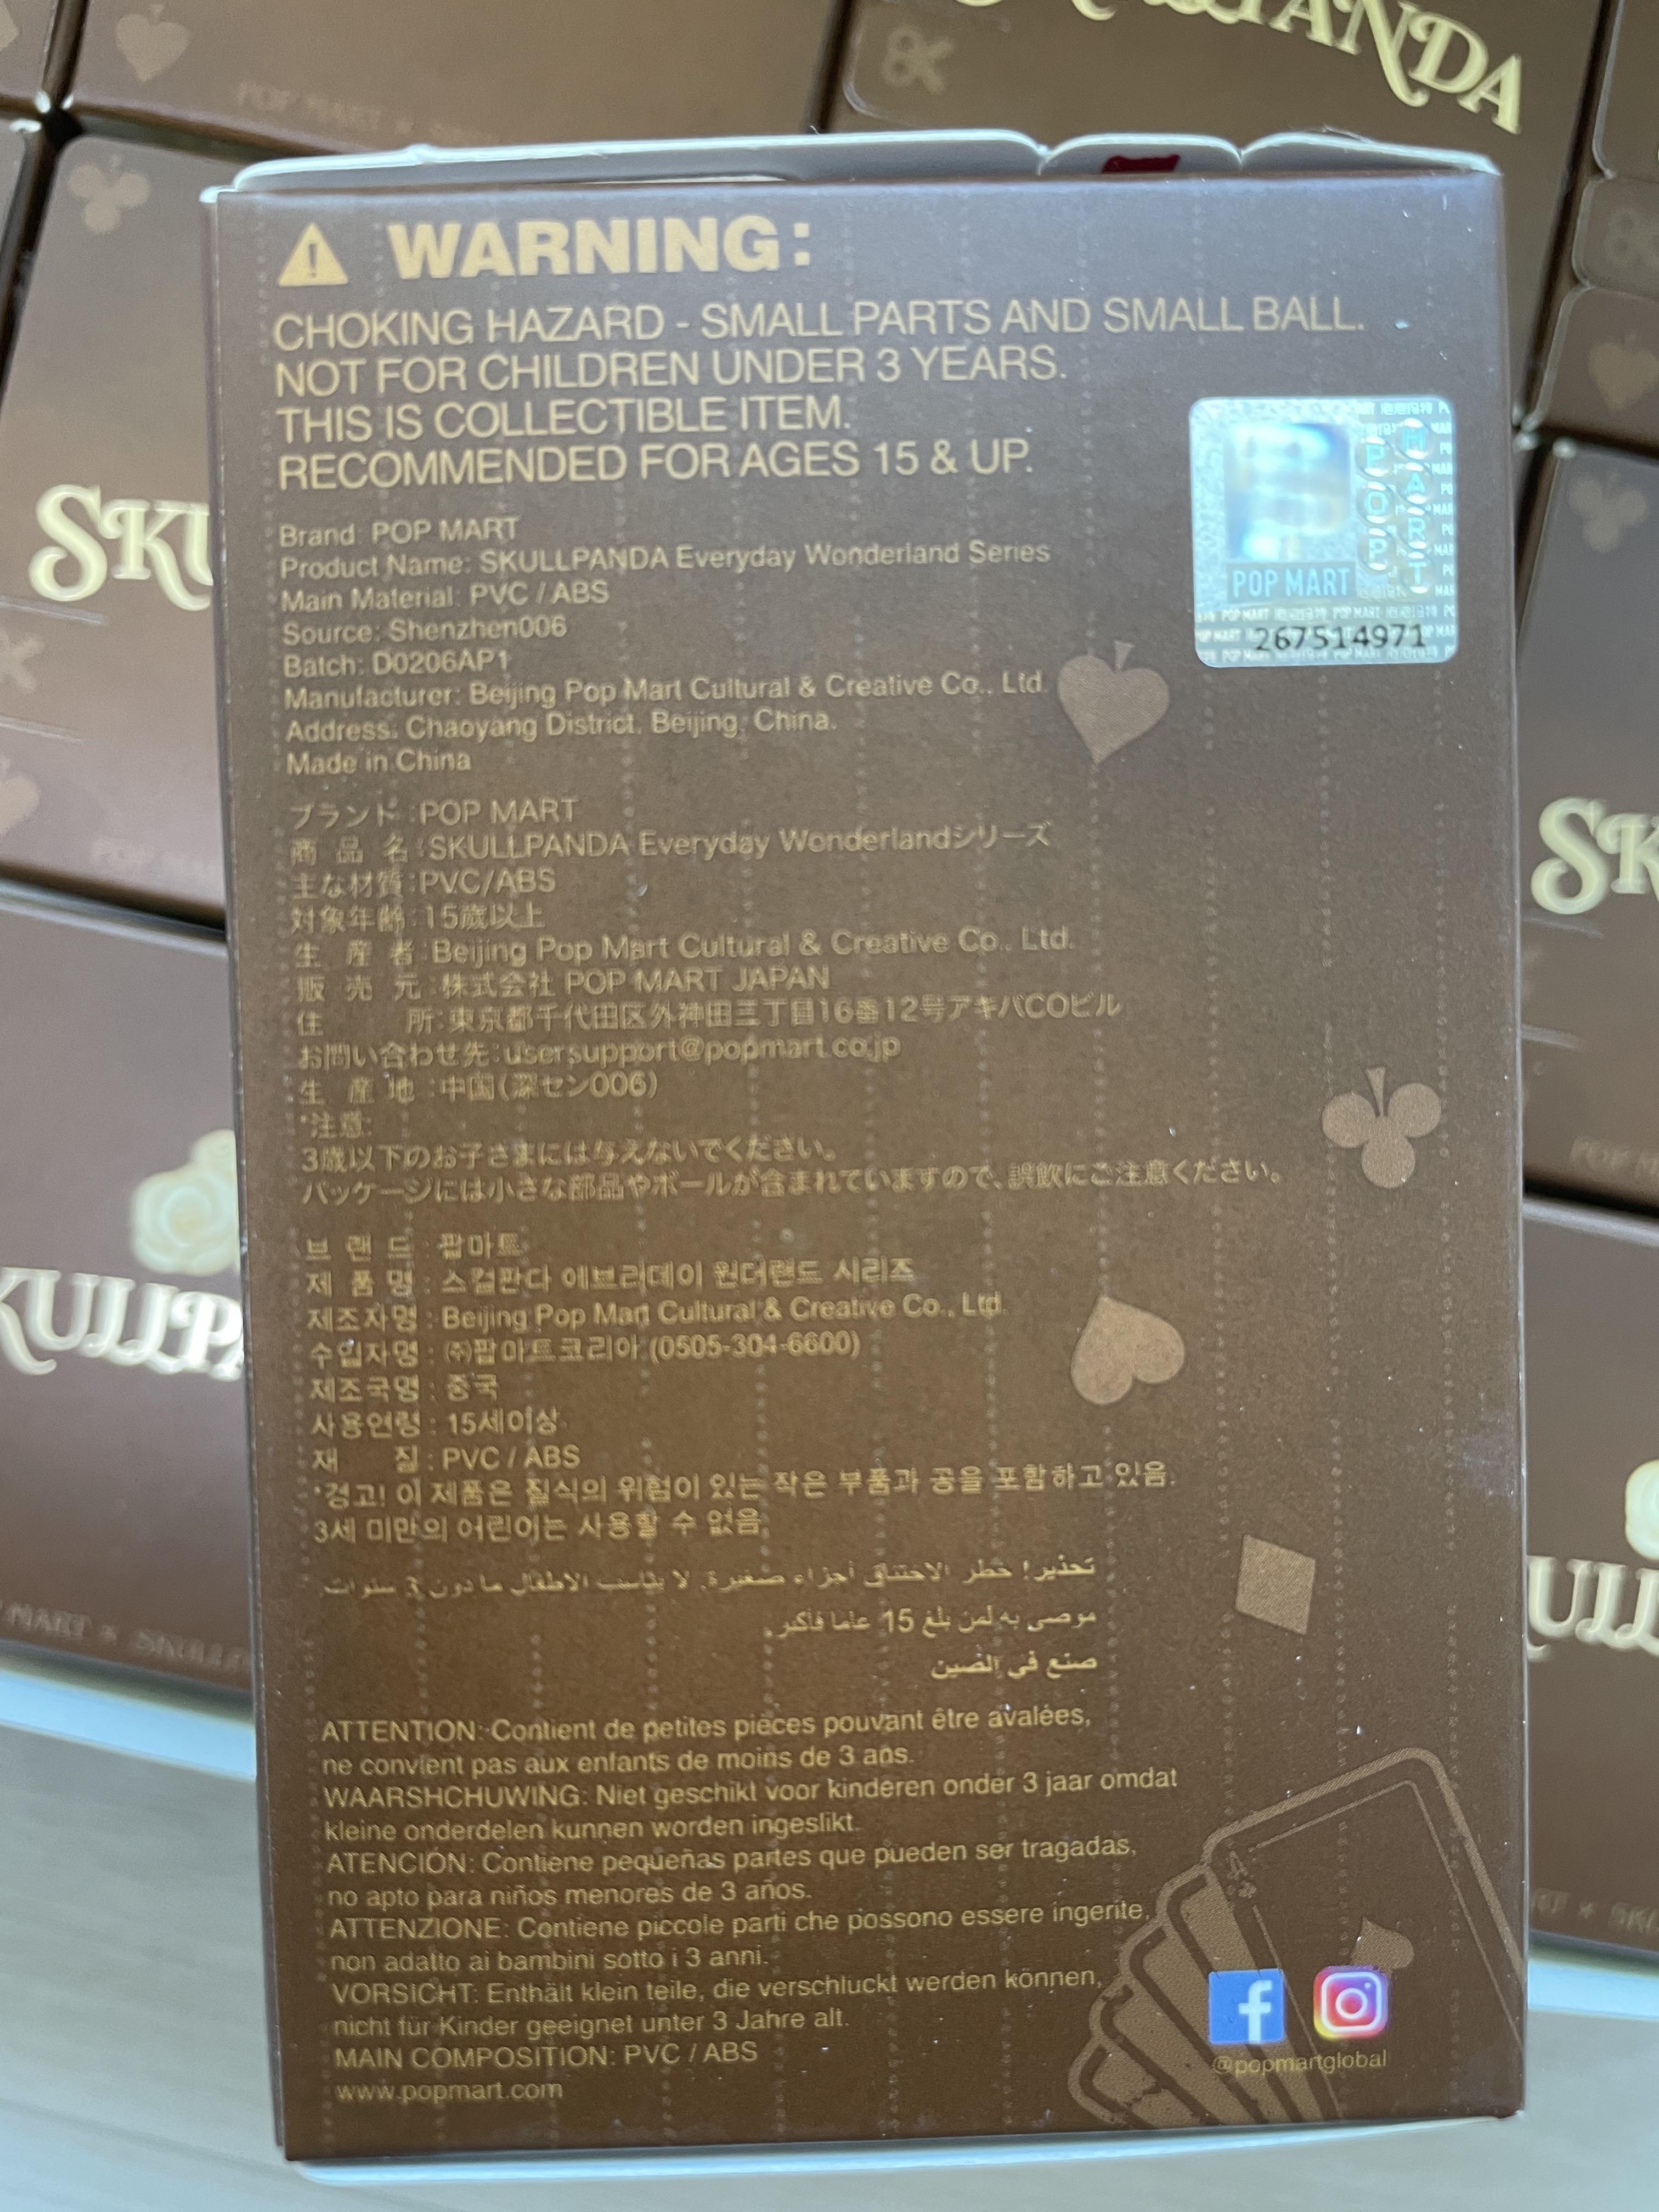 WARNING:
CHOKING HAZARD - SMALL PARTS AND SMALL BALL.
NOT FOR CHILDREN UNDER 3 YEARS.
THIS IS COLLECTIBLE ITEM.
RECOMMENDED FOR AGES 15 & UP.
Brand: POP MART
Product Name: SKULLPANDA Everyday Wonderland Series
Main Material: PVC / ABS
Source: Shenzhen006
Batch: D0206AP1
Manufacturer: Beijing Pop Mart Cultural & Creative Co., Ltd.
Address: Chaoyang District, Beijing, China.
Made in China
POP MART
POP MART
267514971
ブランド:POP MART
商品名:SKULLPANDA Everyday Wonderlandシリーズ
主な材質:PVC/ABS
対象年齢:15歳以上
生産者:Beijing Pop Mart Cultural & Creative Co., Ltd.
販売元:株式会社 POP MART JAPAN
住所:東京都千代田区外神田三丁目16番12号アキバCOビル
お問い合わせ先:usersupport@popmart.co.jp
生産地:中国(深セン006)
*注意:
3歳以下のお子さまには与えないでください。
パッケージには小さな部品やボールが含まれていますので、誤飲にご注意ください。
브 랜 드 : 팝마트
제 품 명 : 스컬판다 에브리데이 원더랜드 시리즈
제조자명 : Beijing Pop Mart Cultural & Creative Co., Ltd.
수입자명 : ㈜팝마트코리아 (0505-304-6600)
제조국명 : 중국
사용연령 : 15세이상
재 질 : PVC / ABS
*경고! 이 제품은 질식의 위험이 있는 작은 부품과 공을 포함하고 있음.
3세 미만의 어린이는 사용할 수 없음.
تحذير! خطر الاختناق أجزاء صغيرة. لا يناسب الاطفال ما دون 3 سنوات
موصى به لمن بلغ 15 عاما فأكبر.
صنع في الصين
ATTENTION: Contient de petites pièces pouvant être avalées,
ne convient pas aux enfants de moins de 3 ans.
WAARSHCHUWING: Niet geschikt voor kinderen onder 3 jaar omdat
kleine onderdelen kunnen worden ingeslikt.
ATENCIÓN: Contiene pequeñas partes que pueden ser tragadas,
no apto para niños menores de 3 años.
ATTENZIONE: Contiene piccole parti che possono essere ingerite,
non adatto ai bambini sotto i 3 anni.
VORSICHT: Enthält klein teile, die verschluckt werden können,
nicht für Kinder geeignet unter 3 Jahre alt.
MAIN COMPOSITION: PVC / ABS
www.popmart.com
@popmartglobal